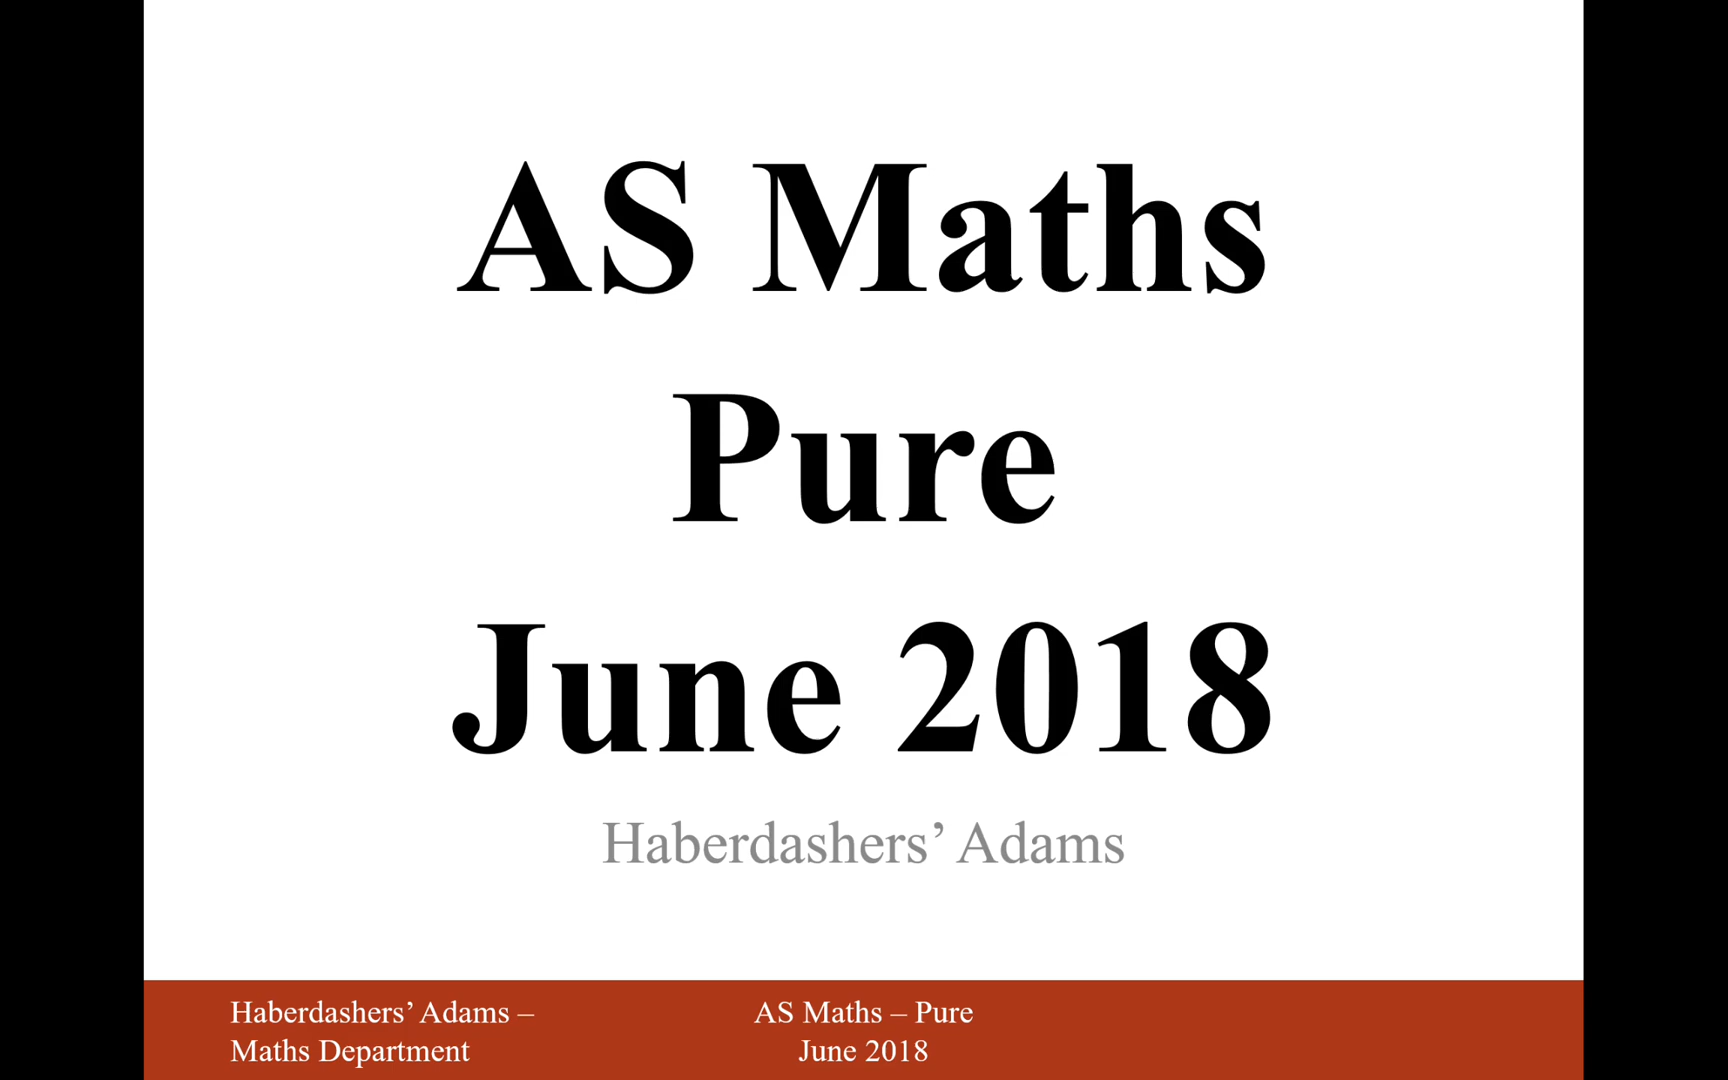 AS Maths
Pure
June 2018
Haberdashers’ Adams
Haberdashers’ Adams –
Maths Department
AS Maths – Pure
June 2018